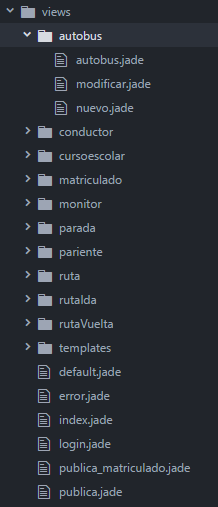 views
autobus
autobus.jade
modificar.jade
nuevo.jade
conductor
cursoescolar
matriculado
monitor
parada
pariente
ruta
rutaIda
rutaVuelta
templates
default.jade
error.jade
index.jade
login.jade
publica_matriculado.jade
publica.jade